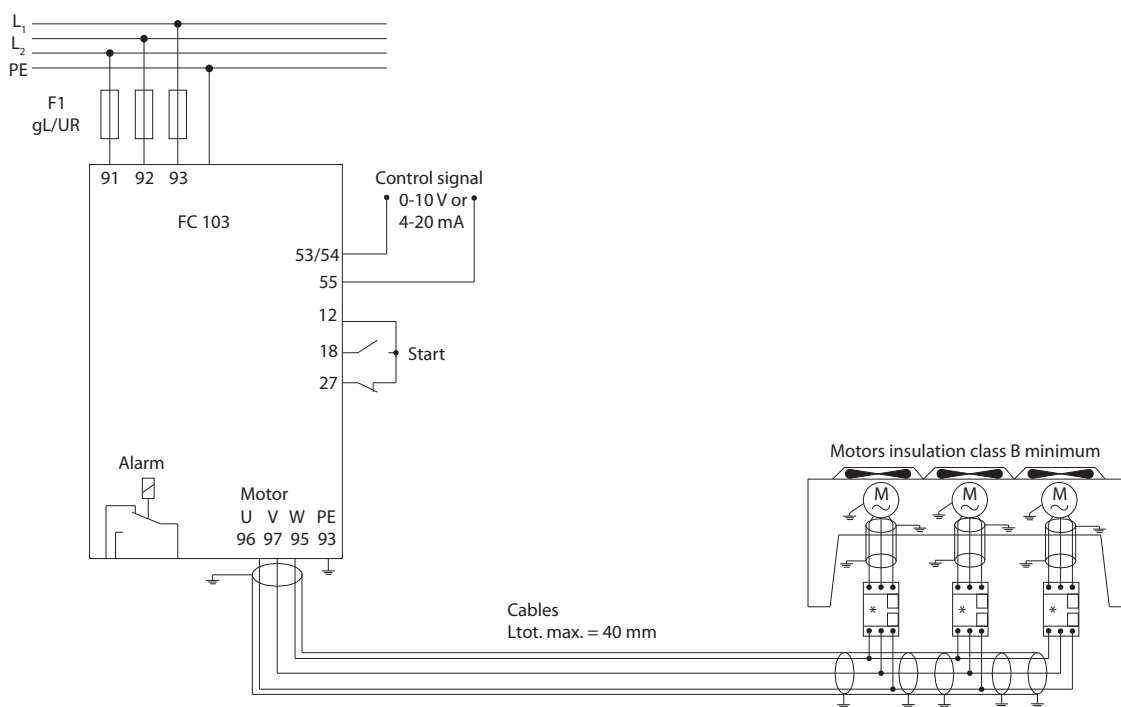 L1
L2
PE
F1
gL/UR
91 92 93
FC 103
Control signal
0-10 V or
4-20 mA
53/54
55
12
18
Start
27
Alarm
Motor
U V W PE
96 97 95 93
Motors insulation class B minimum
M M M
* * *
Cables
Ltot. max. = 40 mm